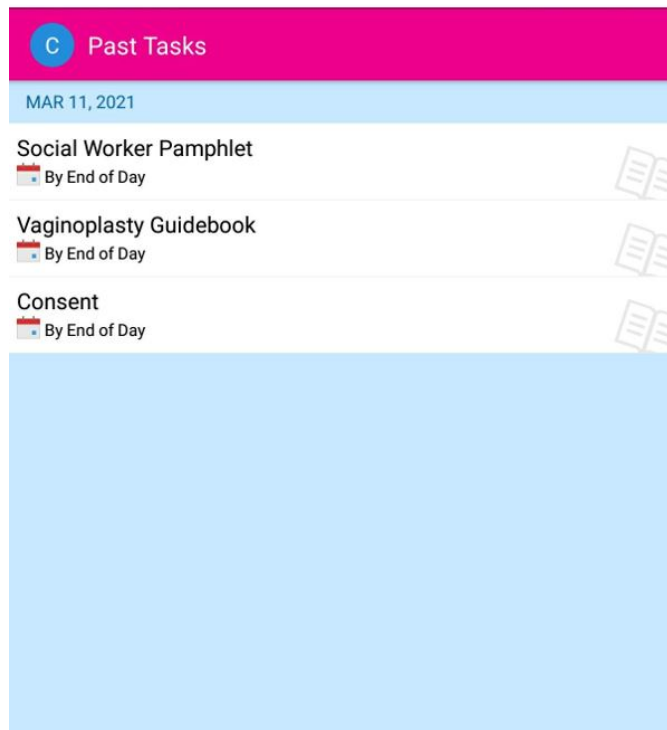 C Past Tasks
MAR 11, 2021
Social Worker Pamphlet
By End of Day
Vaginoplasty Guidebook
By End of Day
Consent
By End of Day